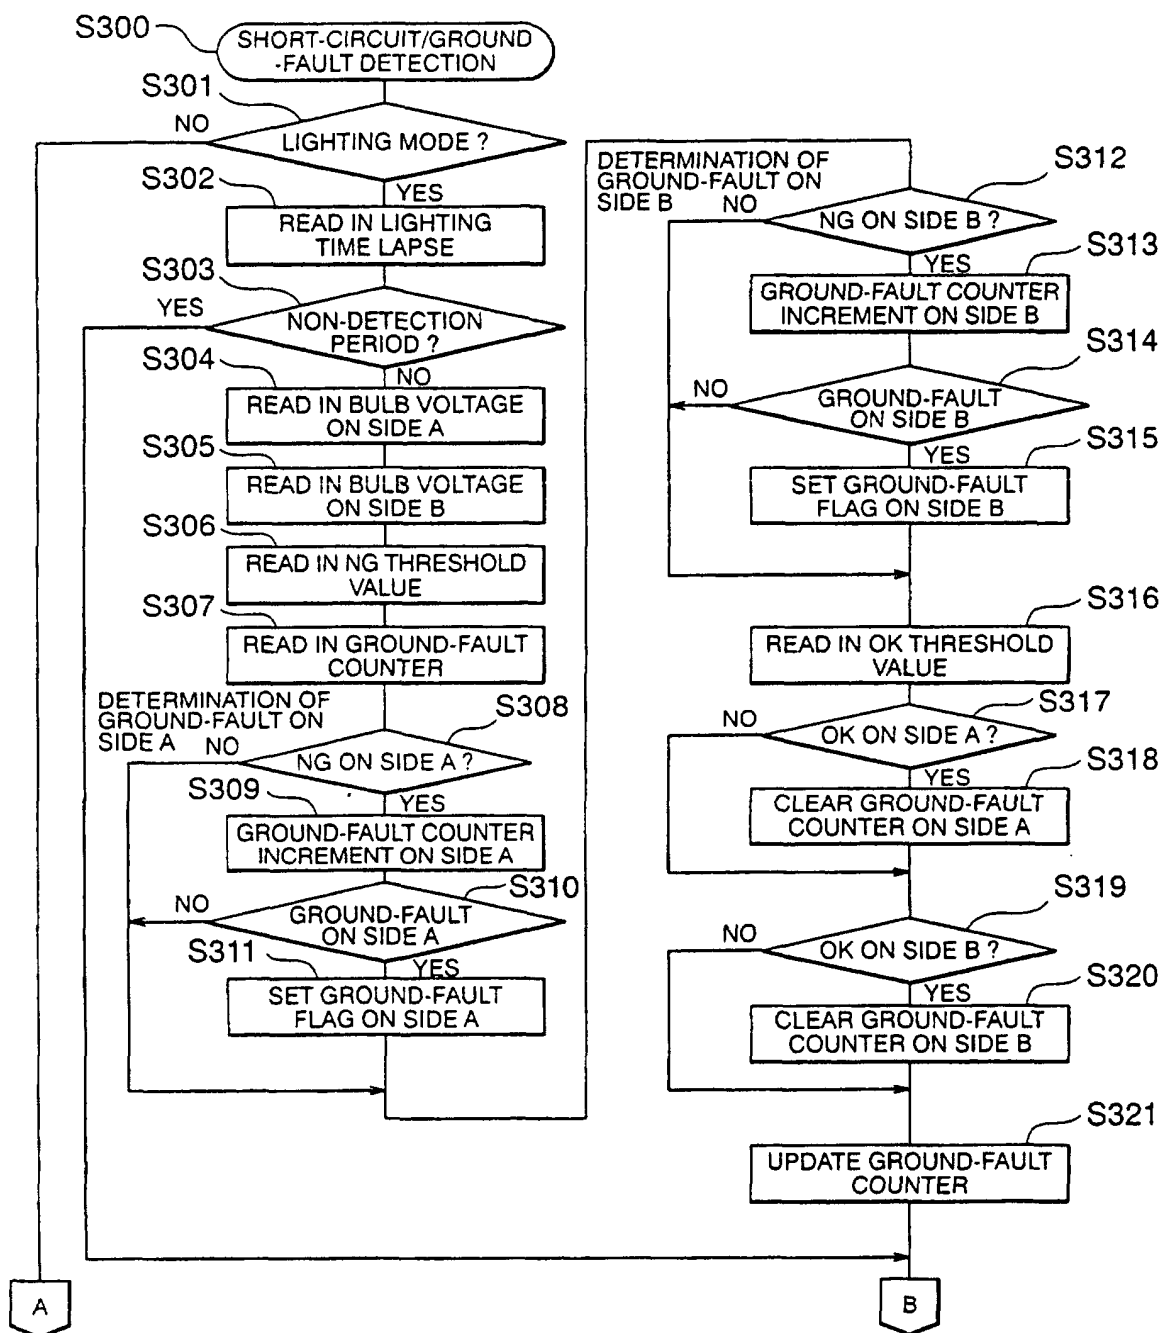 S300
SHORT-CIRCUIT/GROUND
-FAULT DETECTION
S301
NO
LIGHTING MODE ?
YES
S302
READ IN LIGHTING
TIME LAPSE
S303
YES
NON-DETECTION
PERIOD ?
NO
S304
READ IN BULB VOLTAGE
ON SIDE A
S305
READ IN BULB VOLTAGE
ON SIDE B
S306
READ IN NG THRESHOLD
VALUE
S307
READ IN GROUND-FAULT
COUNTER
DETERMINATION OF
GROUND-FAULT ON
SIDE A
S308
NO
NG ON SIDE A ?
YES
S309
GROUND-FAULT COUNTER
INCREMENT ON SIDE A
S310
NO
GROUND-FAULT
ON SIDE A
YES
S311
SET GROUND-FAULT
FLAG ON SIDE A
DETERMINATION OF
GROUND-FAULT ON
SIDE B
S312
NO
NG ON SIDE B ?
YES
S313
GROUND-FAULT COUNTER
INCREMENT ON SIDE B
S314
NO
GROUND-FAULT
ON SIDE B
YES
S315
SET GROUND-FAULT
FLAG ON SIDE B
S316
READ IN OK THRESHOLD
VALUE
S317
NO
OK ON SIDE A ?
YES
S318
CLEAR GROUND-FAULT
COUNTER ON SIDE A
S319
NO
OK ON SIDE B ?
YES
S320
CLEAR GROUND-FAULT
COUNTER ON SIDE B
S321
UPDATE GROUND-FAULT
COUNTER
A
B